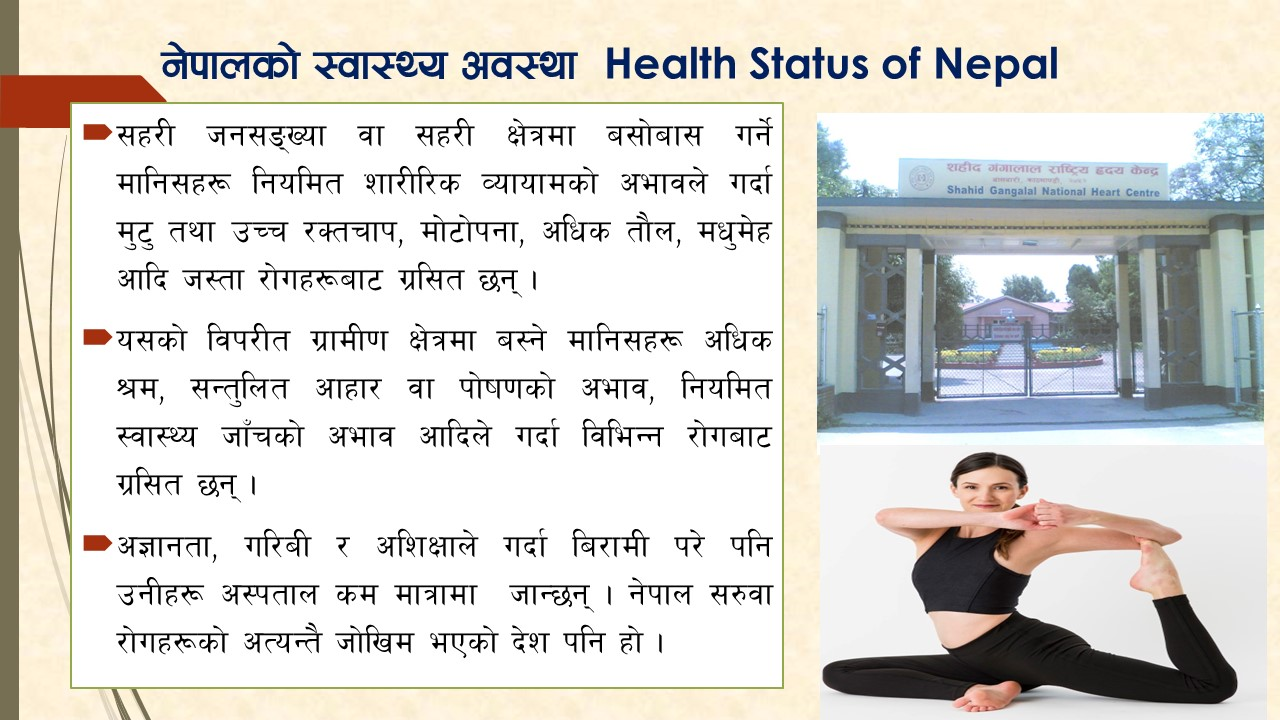 नेपालको स्वास्थ्य अवस्था Health Status of Nepal
सहरी जनसङ्ख्या वा सहरी क्षेत्रमा बसोबास गर्ने
मानिसहरू नियमित शारीरिक व्यायामको अभावले गर्दा
मुटु तथा उच्च रक्तचाप, मोटोपना, अधिक तौल, मधुमेह
आदि जस्ता रोगहरूबाट ग्रसित छन् ।
यसको विपरीत ग्रामीण क्षेत्रमा बस्ने मानिसहरू अधिक
श्रम, सन्तुलित आहार वा पोषणको अभाव, नियमित
स्वास्थ्य जाँचको अभाव आदिले गर्दा विभिन्न रोगबाट
ग्रसित छन् ।
अज्ञानता, गरिबी र अशिक्षाले गर्दा बिरामी परे पनि
उनीहरू अस्पताल कम मात्रामा जान्छन् । नेपाल सरुवा
रोगहरूको अत्यन्तै जोखिम भएको देश पनि हो ।
शहीद गंगालाल राष्ट्रिय हृदय केन्द्र
Shahid Gangalal National Heart Centre